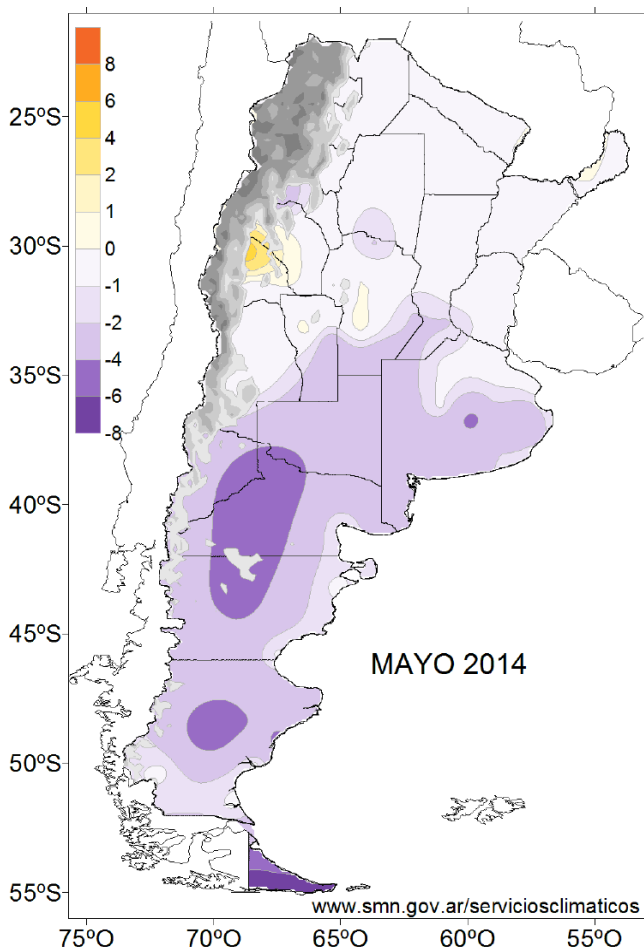 8
6
4
2
1
0
-1
-2
-4
-6
-8
25ºS
30ºS
35ºS
40ºS
45ºS
50ºS
55ºS
MAYO 2014
www.smn.gov.ar/serviciosclimaticos
75ºO 70ºO 65ºO 60ºO 55ºO